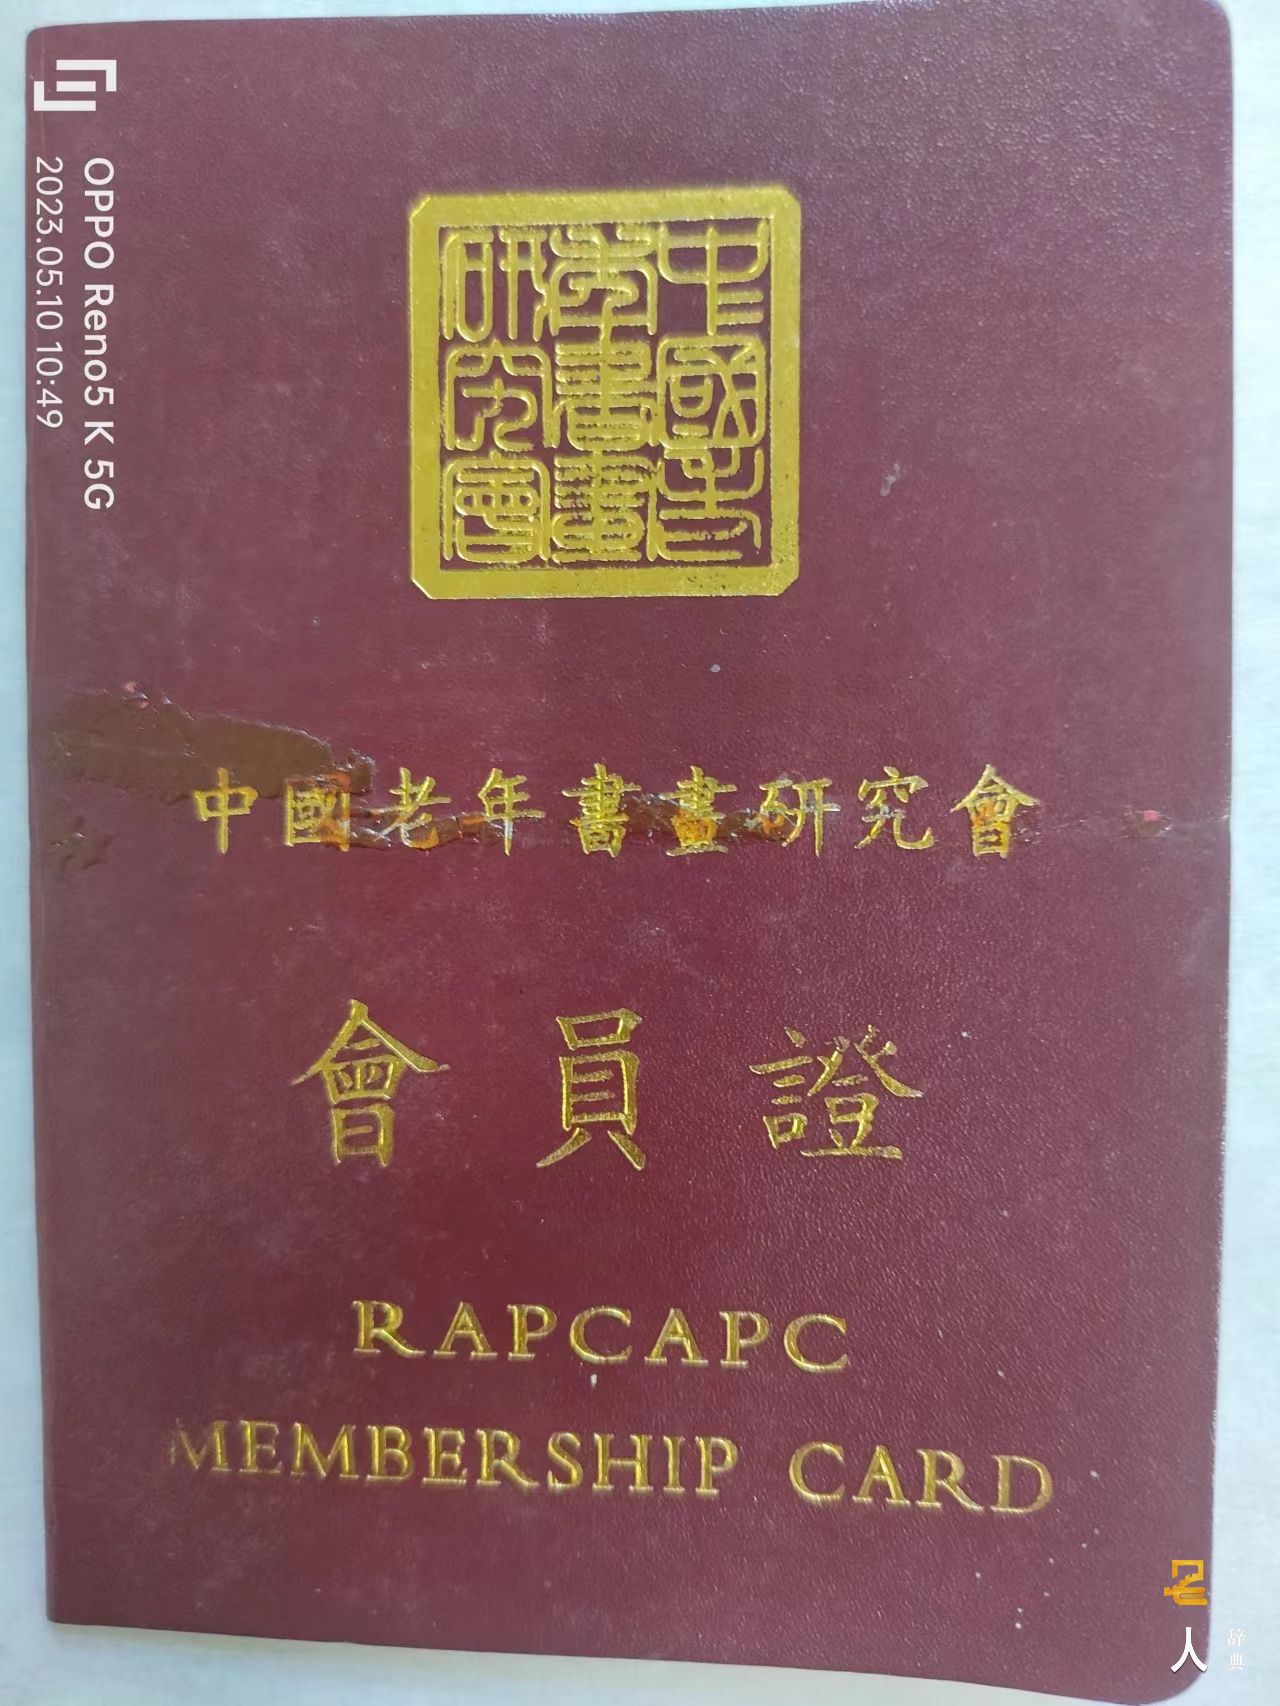 OPPO Reno5 K 5G
2023.05.10 10:49
中國老
年書畫
研究會
中國老年書畫研究會
會員證
RAPCAPC
MEMBERSHIP CARD
名
人
辞典